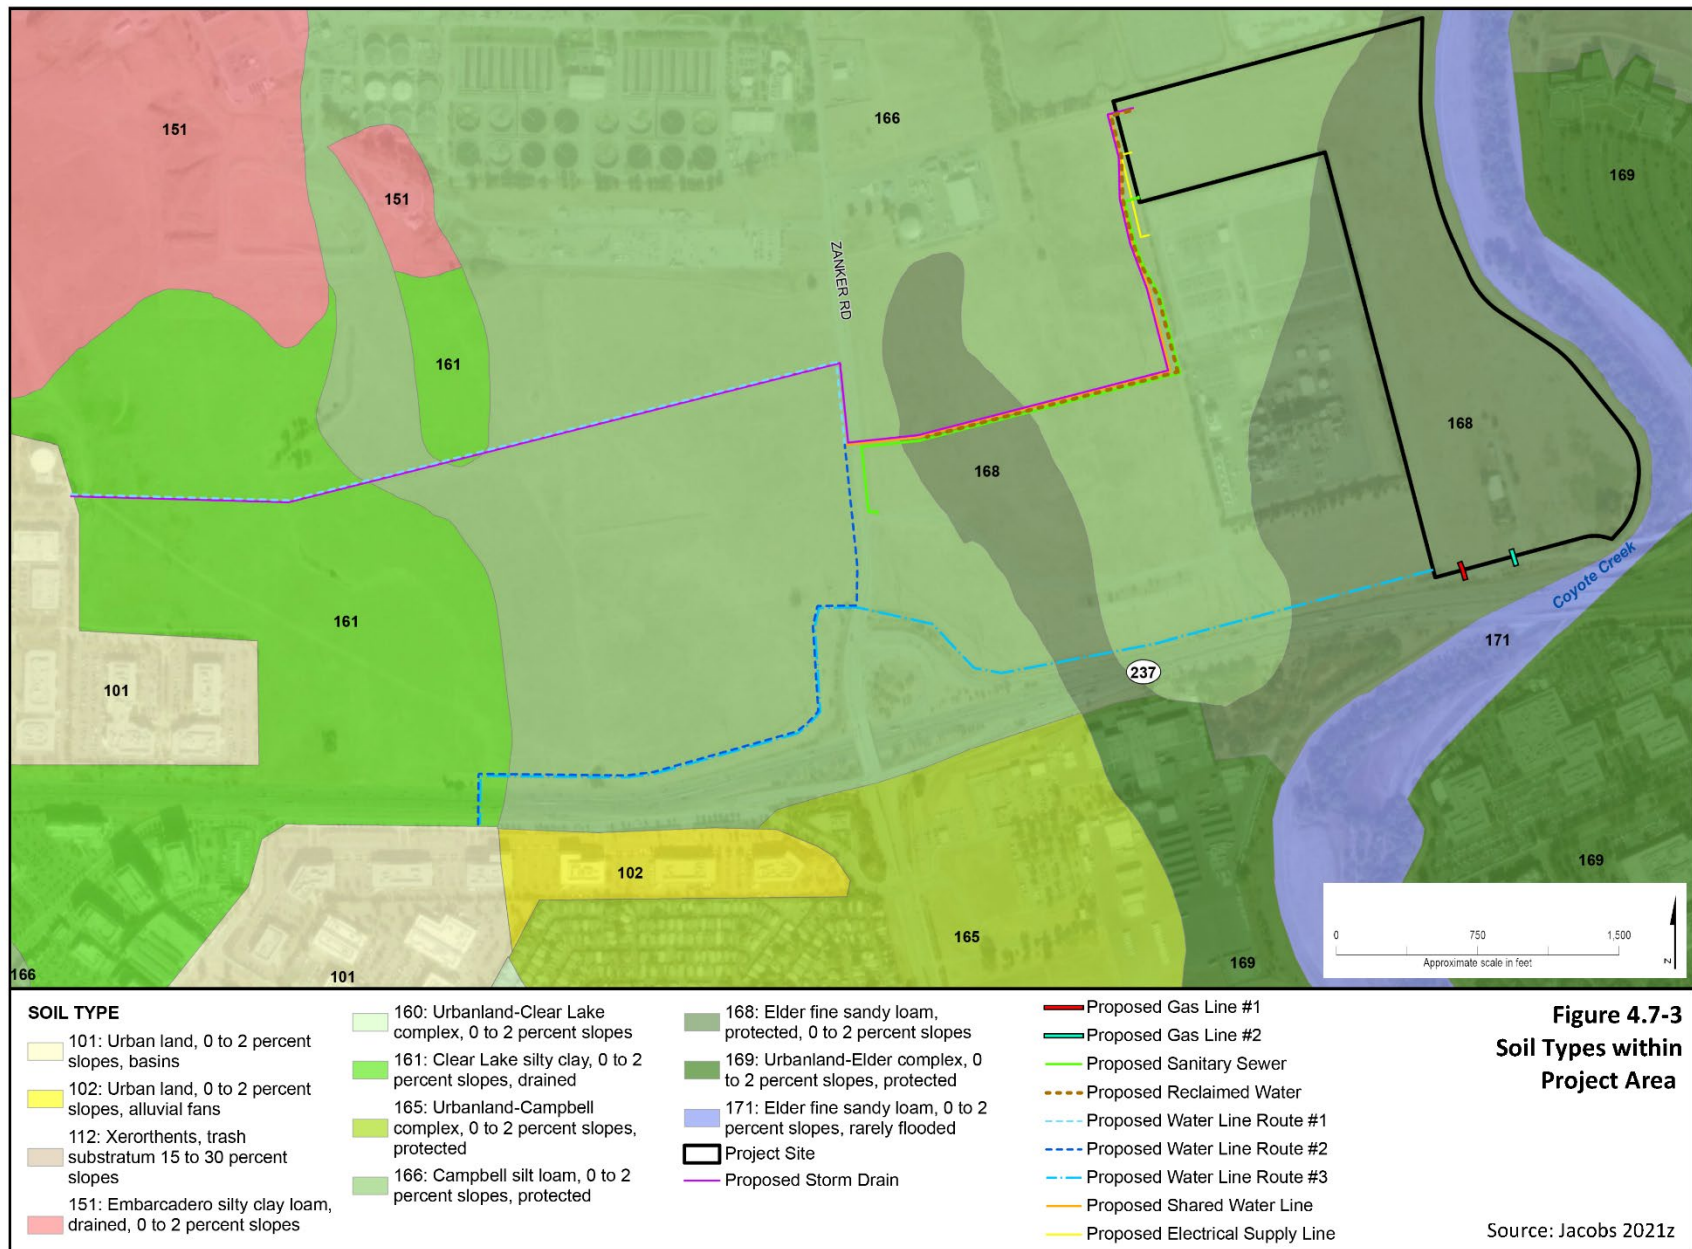 151
166
151
169
ZANKER RD
161
168
168
Coyote Creek
161
171
237
101
102
169
165
166
101
169
0
750
1,500
Approximate scale in feet
N
SOIL TYPE
101: Urban land, 0 to 2 percent
slopes, basins
102: Urban land, 0 to 2 percent
slopes, alluvial fans
112: Xerorthents, trash
substratum 15 to 30 percent
slopes
151: Embarcadero silty clay loam,
drained, 0 to 2 percent slopes
160: Urbanland-Clear Lake
complex, 0 to 2 percent slopes
161: Clear Lake silty clay, 0 to 2
percent slopes, drained
165: Urbanland-Campbell
complex, 0 to 2 percent slopes,
protected
166: Campbell silt loam, 0 to 2
percent slopes, protected
168: Elder fine sandy loam,
protected, 0 to 2 percent slopes
169: Urbanland-Elder complex, 0
to 2 percent slopes, protected
171: Elder fine sandy loam, 0 to 2
percent slopes, rarely flooded
Project Site
Proposed Storm Drain
Proposed Gas Line #1
Proposed Gas Line #2
Proposed Sanitary Sewer
Proposed Reclaimed Water
Proposed Water Line Route #1
Proposed Water Line Route #2
Proposed Water Line Route #3
Proposed Shared Water Line
Proposed Electrical Supply Line
Figure 4.7-3
Soil Types within
Project Area
Source: Jacobs 2021z